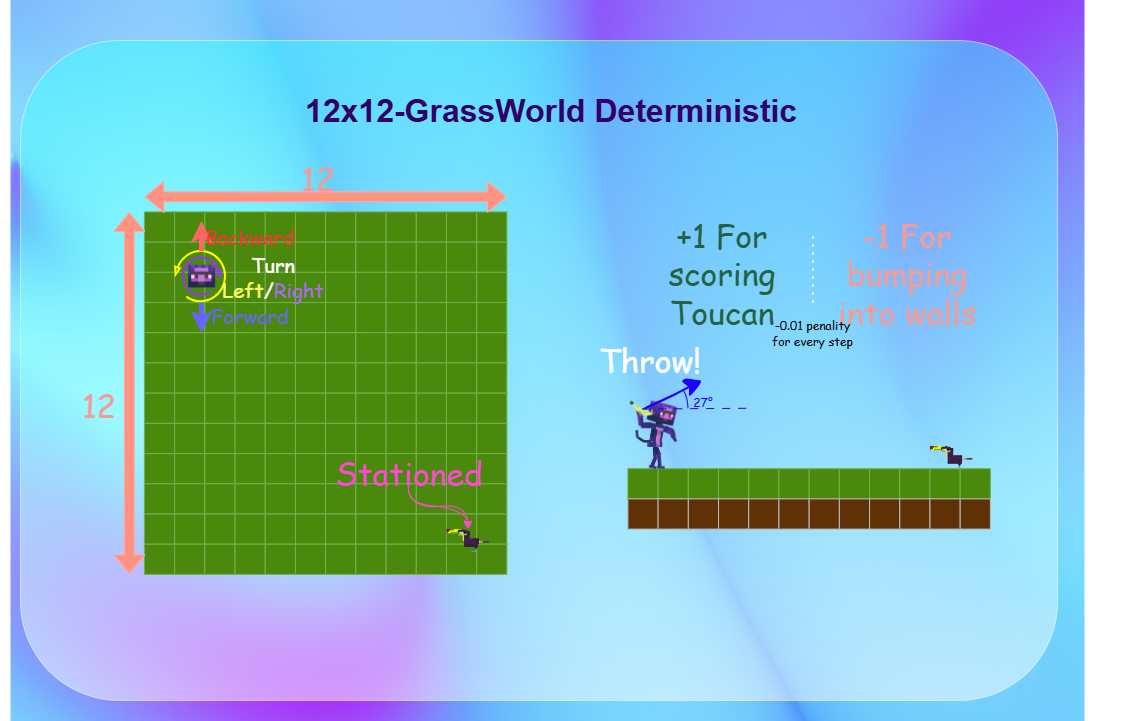 12x12-GrassWorld Deterministic
12
Backward
Turn
Left/Right
Forward
12
Stationed
+1 For
scoring
Toucan
-1 For
bumping
into walls
-0.01 penality
for every step
Throw!
27°